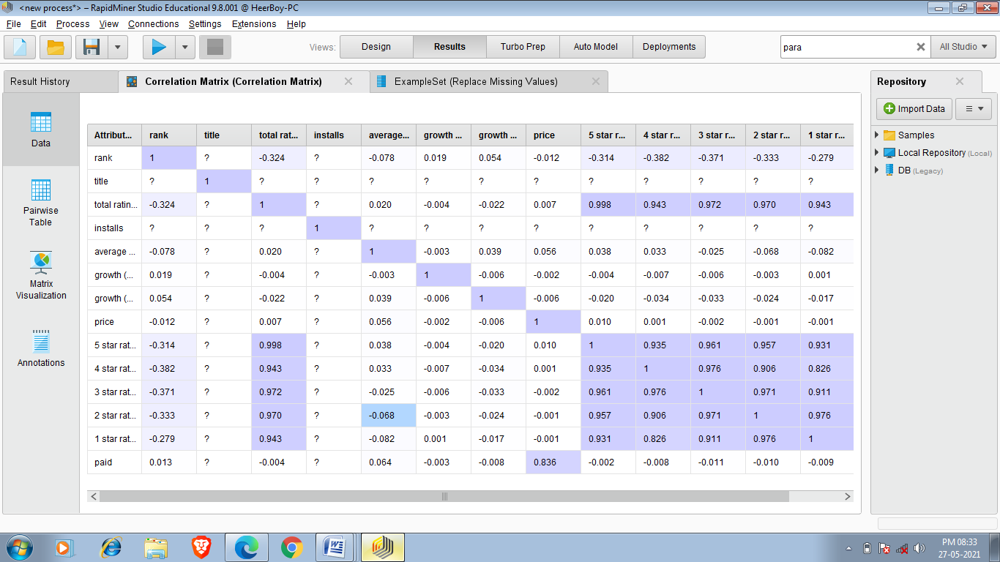 <new process*> – RapidMiner Studio Educational 9.8.001 @ HeerBoy-PC
File Edit Process View Connections Settings Extensions Help
Views: Design Results Turbo Prep Auto Model Deployments para All Studio
Result History Correlation Matrix (Correlation Matrix) ExampleSet (Replace Missing Values) Repository
Import Data
Data
Pairwise
Table
Matrix
Visualization
Annotations
Attribut... rank title total rat... installs average... growth ... growth ... price 5 star r... 4 star r... 3 star r... 2 star r... 1 star r...
rank 1 ? -0.324 ? -0.078 0.019 0.054 -0.012 -0.314 -0.382 -0.371 -0.333 -0.279
title ? 1 ? ? ? ? ? ? ? ? ? ? ?
total ratin... -0.324 ? 1 ? 0.020 -0.004 -0.022 0.007 0.998 0.943 0.972 0.970 0.943
installs ? ? ? 1 ? ? ? ? ? ? ? ? ?
average ... -0.078 ? 0.020 ? 1 -0.003 0.039 0.056 0.038 0.033 -0.025 -0.068 -0.082
growth (... 0.019 ? -0.004 ? -0.003 1 -0.006 -0.002 -0.004 -0.007 -0.006 -0.003 0.001
growth (... 0.054 ? -0.022 ? 0.039 -0.006 1 -0.006 -0.020 -0.034 -0.033 -0.024 -0.017
price -0.012 ? 0.007 ? 0.056 -0.002 -0.006 1 0.010 0.001 -0.002 -0.001 -0.001
5 star rat... -0.314 ? 0.998 ? 0.038 -0.004 -0.020 0.010 1 0.935 0.961 0.957 0.931
4 star rat... -0.382 ? 0.943 ? 0.033 -0.007 -0.034 0.001 0.935 1 0.976 0.906 0.826
3 star rat... -0.371 ? 0.972 ? -0.025 -0.006 -0.033 -0.002 0.961 0.976 1 0.971 0.911
2 star rat... -0.333 ? 0.970 ? -0.068 -0.003 -0.024 -0.001 0.957 0.906 0.971 1 0.976
1 star rat... -0.279 ? 0.943 ? -0.082 0.001 -0.017 -0.001 0.931 0.826 0.911 0.976 1
paid 0.013 ? -0.004 ? 0.064 -0.003 -0.008 0.836 -0.002 -0.008 -0.011 -0.010 -0.009
Samples
Local Repository (Local)
DB (Legacy)
PM 08:33
27-05-2021